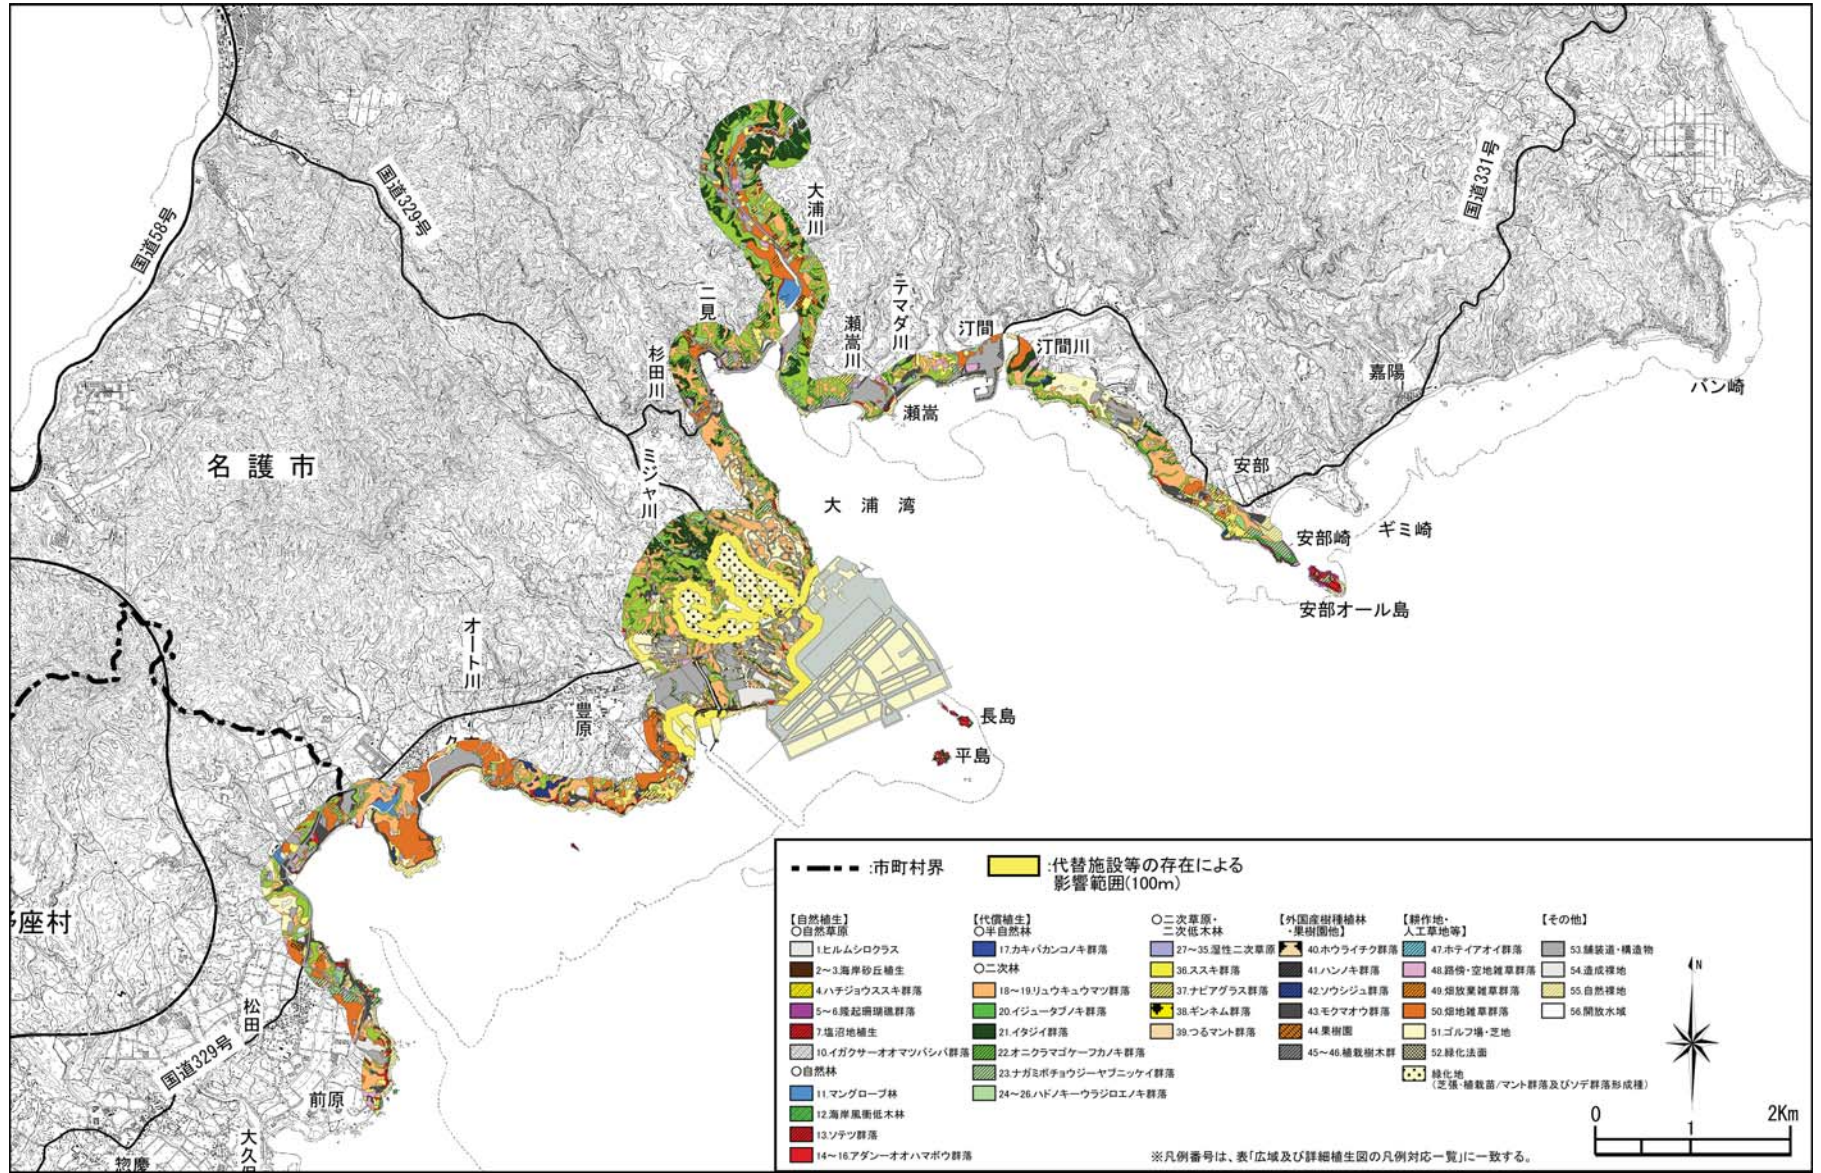 国道58号
国道329号
国道331号
大浦川
二見
杉田川
瀬嵩川
テマダ川
汀間
汀間川
瀬嵩
嘉陽
バン崎
名護市
ミジャ川
大浦湾
安部
安部崎
ギミ崎
安部オール島
オート川
豊原
長島
平島
座村
松田
国道329号
前原
大久保
惣慶
:市町村界
:代替施設等の存在による
影響範囲(100m)
【自然植生】
○自然草原
1.ヒルムシロクラス
2～3.海岸砂丘植生
4.ハチジョウススキ群落
5～6.隆起珊瑚礁群落
7.塩沼地植生
10.イガクサーオオマツバシバ群落
○自然林
11.マングローブ林
12.海岸風衝低木林
13.ソテツ群落
14～16.アダンーオオハマボウ群落
【代償植生】
○半自然林
17.カキバカンコノキ群落
○二次林
18～19.リュウキュウマツ群落
20.イジュータブノキ群落
21.イタジイ群落
22.オニクラマゴケーフカノキ群落
23.ナガミボチョウジーヤブニッケイ群落
24～26.ハドノキーウラジロエノキ群落
○二次草原・
二次低木林
27～35.湿性二次草原
36.ススキ群落
37.ナピアグラス群落
38.ギンネム群落
39.つるマント群落
【外国産樹種植林
・果樹園他】
40.ホウライチク群落
41.ハンノキ群落
42.ソウシジュ群落
43.モクマオウ群落
44.果樹園
45～46.植栽樹木群
【耕作地・
人工草地等】
47.ホテイアオイ群落
48.路傍・空地雑草群落
49.畑放棄雑草群落
50.畑地雑草群落
51.ゴルフ場・芝地
52.緑化法面
緑化地
(芝張・植栽苗/マント群落及びソデ群落形成種)
【その他】
53.舗装道・構造物
54.造成裸地
55.自然裸地
56.開放水域
N
0 1 2Km
※凡例番号は、表「広域及び詳細植生図の凡例対応一覧」に一致する。